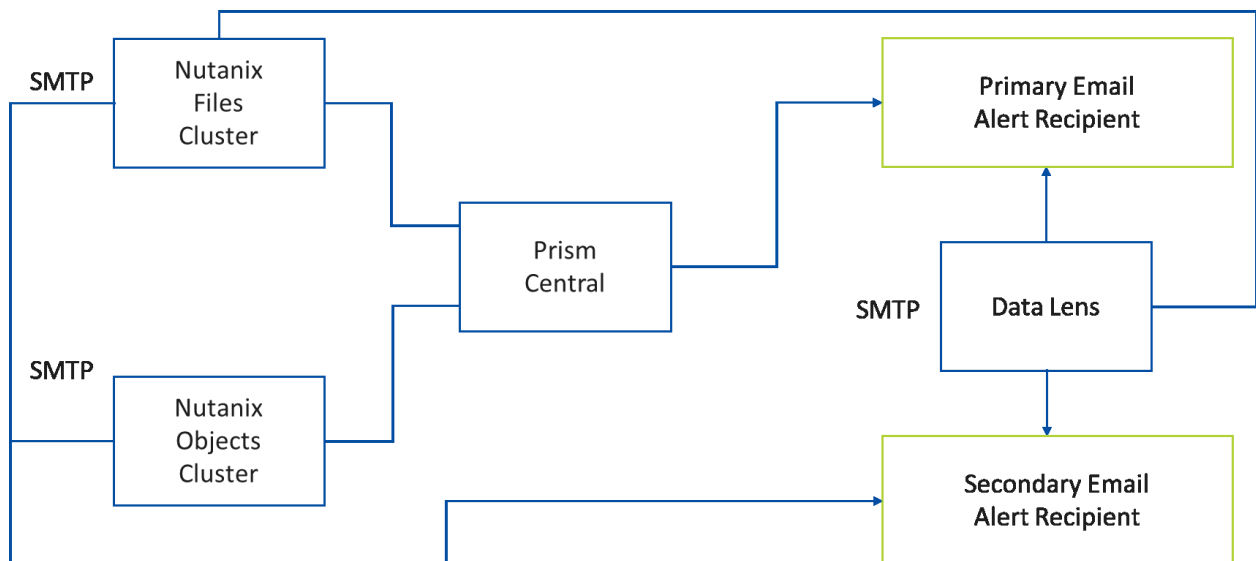 SMTP
Nutanix
Files
Cluster
Primary Email
Alert Recipient
Prism
Central
SMTP
Data Lens
SMTP
Nutanix
Objects
Cluster
Secondary Email
Alert Recipient